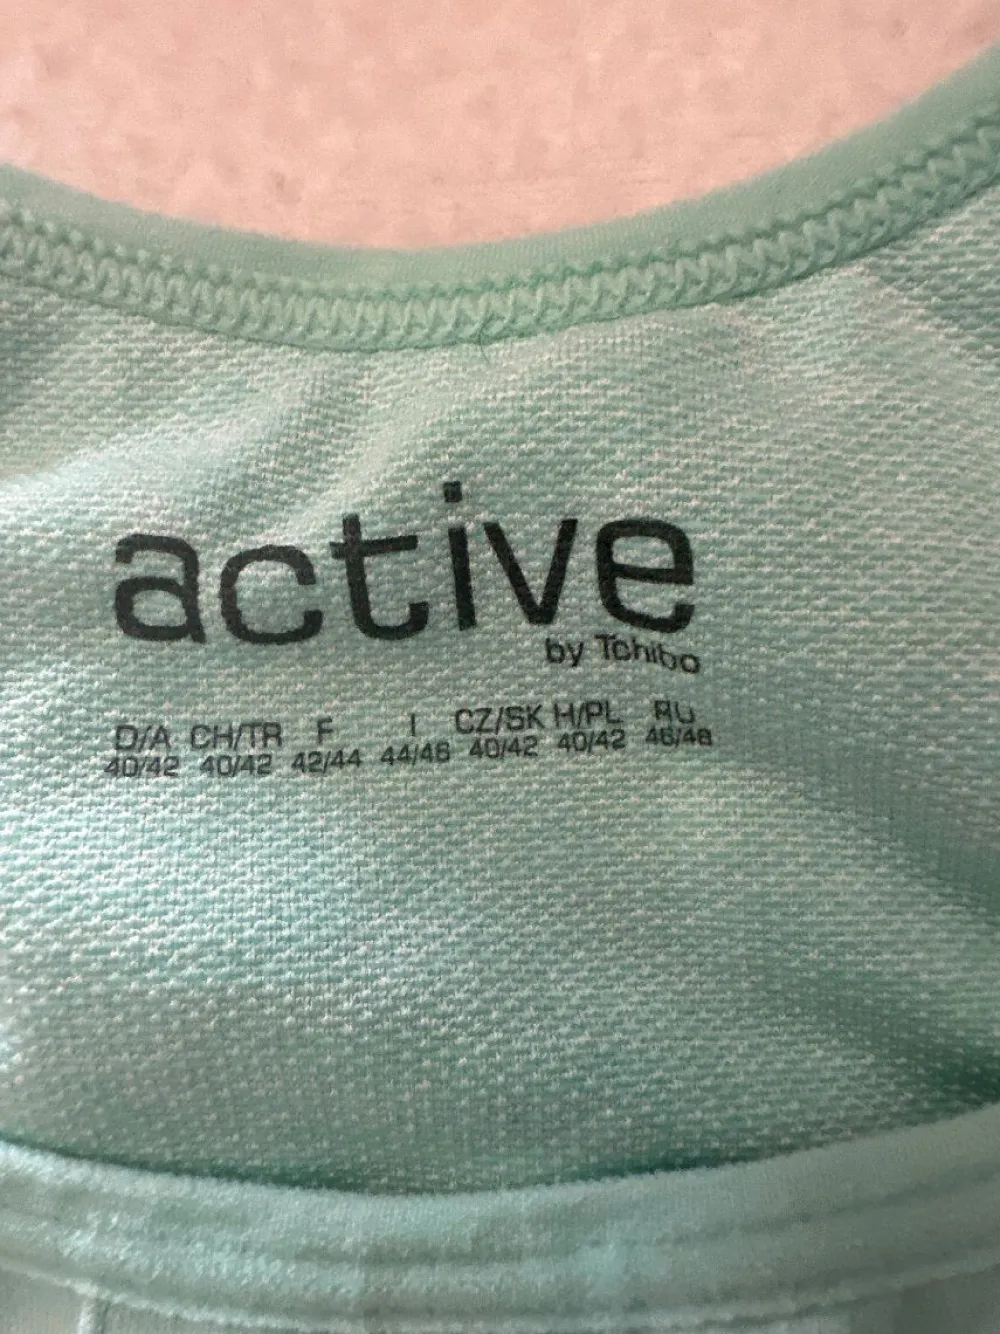 active
by Tchibo
D/A CH/TR F I CZ/SK H/PL RU
40/42 40/42 42/44 44/46 40/42 40/42 46/48